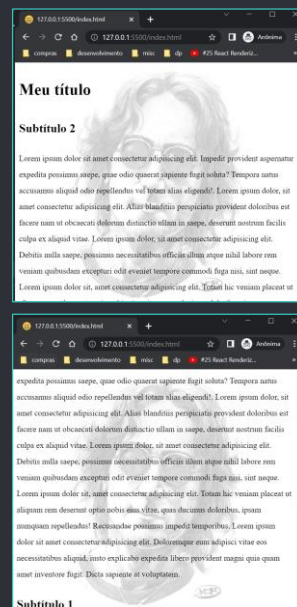 127.0.0.1:5500/index.html
127.0.0.1:5500/index.html
Anônima
compras desenvolvimento misc dp #25 React Renderiz...
Meu título
Subtítulo 2
Lorem ipsum dolor sit amet consectetur adipisicing elit. Impedit provident aspernatur
expedita possimus saepe, quae odio quaerat sapiente fugit soluta? Tempora natus
accusamus aliquid odio repellendus vel totam alias eligendi!. Lorem ipsum dolor, sit
amet consectetur adipisicing elit. Alias blanditiis perspiciatis provident doloribus est
facere nam ut obcaecati dolorum distinctio ullam in saepe, deserunt nostrum facilis
culpa ex aliquid vitae. Lorem ipsum dolor, sit amet consectetur adipisicing elit.
Debitis nulla saepe, possimus necessitatibus officiis illum atque nihil labore rem
veniam quibusdam excepturi odit eveniet tempore commodi fuga nisi, sint neque.
Lorem ipsum dolor sit, amet consectetur adipisicing elit. Totam hic veniam placeat ut
127.0.0.1:5500/index.html
127.0.0.1:5500/index.html
Anônima
compras desenvolvimento misc dp #25 React Renderiz...
expedita possimus saepe, quae odio quaerat sapiente fugit soluta? Tempora natus
accusamus aliquid odio repellendus vel totam alias eligendi!. Lorem ipsum dolor, sit
amet consectetur adipisicing elit. Alias blanditiis perspiciatis provident doloribus est
facere nam ut obcaecati dolorum distinctio ullam in saepe, deserunt nostrum facilis
culpa ex aliquid vitae. Lorem ipsum dolor, sit amet consectetur adipisicing elit.
Debitis nulla saepe, possimus necessitatibus officiis illum atque nihil labore rem
veniam quibusdam excepturi odit eveniet tempore commodi fuga nisi, sint neque.
Lorem ipsum dolor sit, amet consectetur adipisicing elit. Totam hic veniam placeat ut
aliquam rem deserunt optio nobis eius vitae, quas ducimus doloribus, ipsam
numquam repellendus! Recusandae possimus impedit temporibus. Lorem ipsum
dolor sit amet consectetur adipisicing elit. Doloremque eum adipisci vitae eos
necessitatibus aliquid, iusto explicabo expedita libero provident magni quis quam
amet inventore fugit. Dicta sapiente at voluptatem.
Subtítulo 1